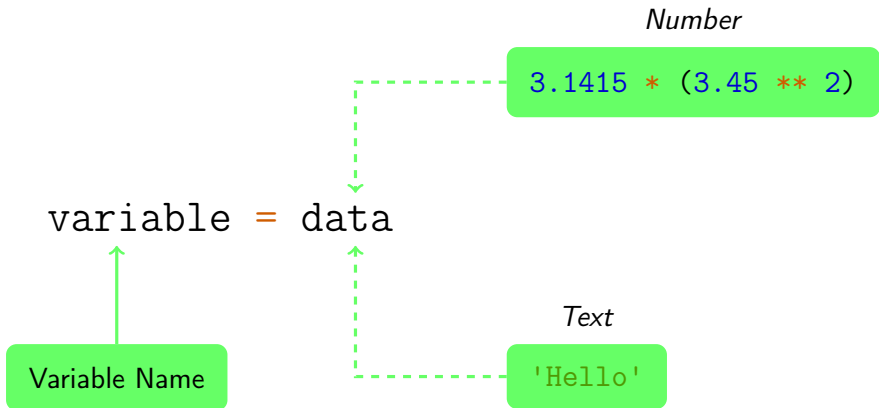 Number
3.1415 * (3.45 ** 2)
variable = data
Text
Variable Name
'Hello'